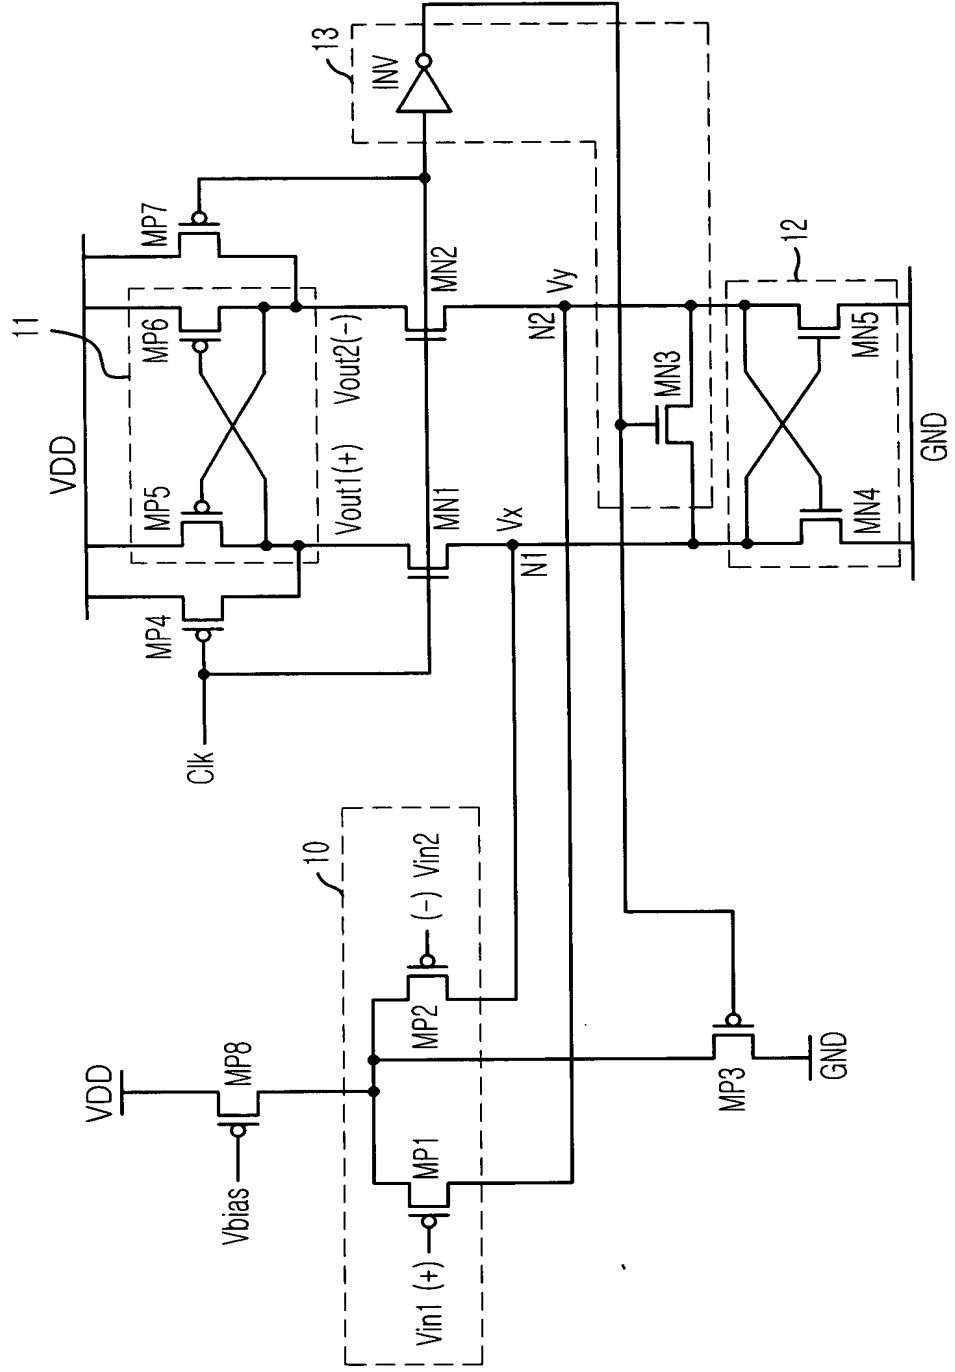 VDD
Vbias
MP8
10
Vin1 (+)
MP1
MP2
(-) Vin2
MP3
GND
Clk
VDD
11
MP4
MP5
MP6
MP7
Vout1(+)
Vout2(-)
MN1
MN2
13
INV
Vx
N1
Vy
N2
MN3
12
MN4
MN5
GND